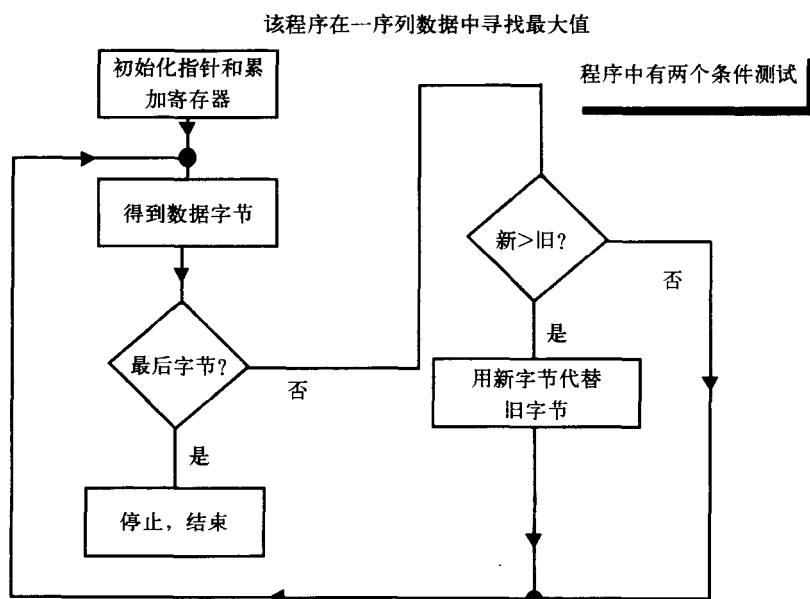 该程序在一序列数据中寻找最大值
程序中有两个条件测试
初始化指针和累
加寄存器
得到数据字节
最后字节?
否
是
停止，结束
新>旧?
否
是
用新字节代替
旧字节